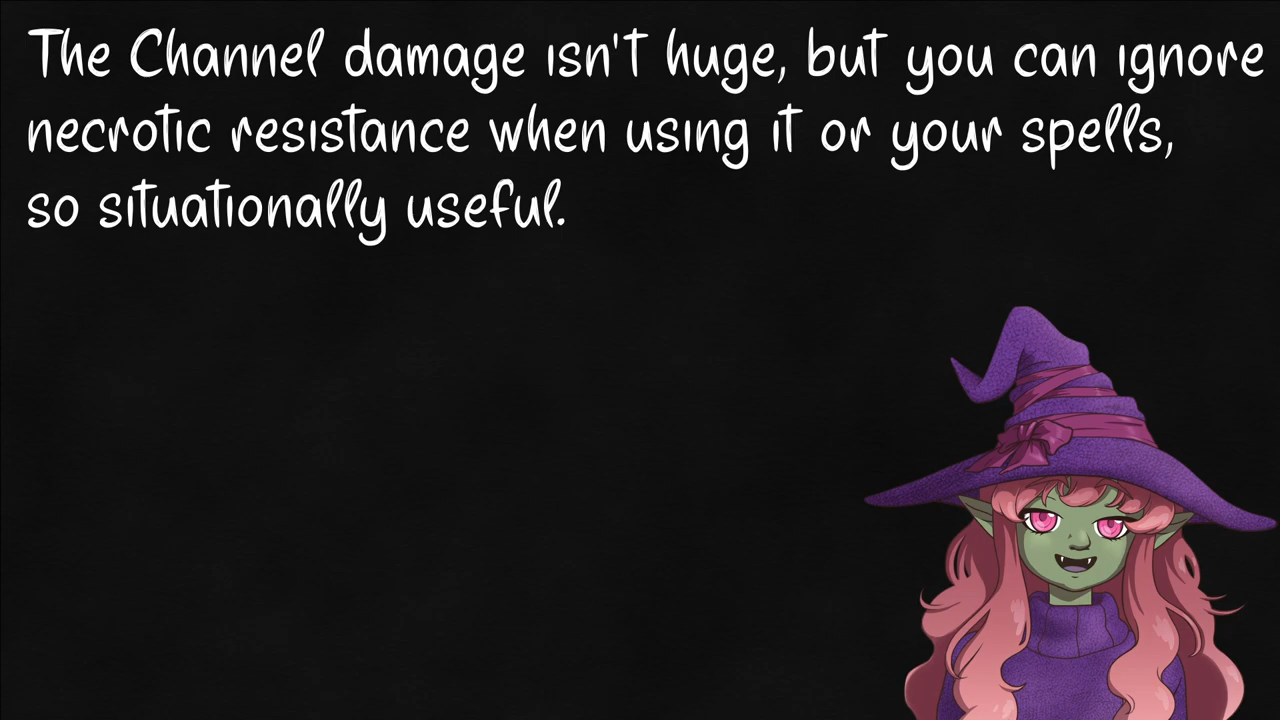 The Channel damage isn't huge, but you can ignore
necrotic resistance when using it or your spells,
so situationally useful.